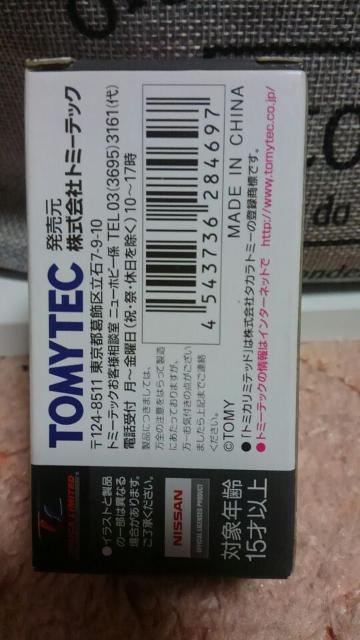 TOMYTEC
発売元
株式会社トミーテック
〒124-8511 東京都葛飾区立石7-9-10
トミーテックお客様相談室 ニューホビー係 TEL 03(3695)3161(代)
電話受付 月~金曜日(祝・祭・休日を除く)10~17時
製品につきましては、
万全の注意をはらって製造
にあたっておりますが、
万一お気付きの点がござい
ましたら上記までご連絡
ください。
©TOMY
4 543736 284697
MADE IN CHINA
●「トミカリミテッド」は株式会社タカラトミーの登録商標です。
●トミーテックの情報はインターネットで http://www.tomytec.co.jp/
LIMITED
●イラストと製品
の一部は異なる
場合があります。
ご了承ください。
NISSAN
OFFICIAL LICENSED PRODUCT
対象年齢
15才以上